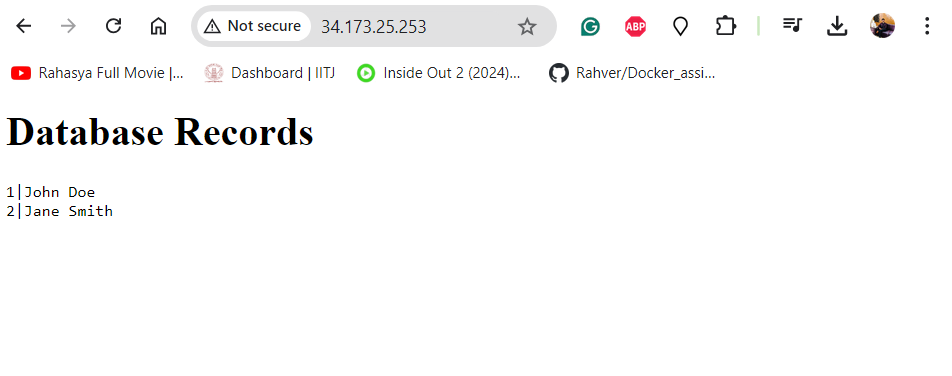 Not secure 34.173.25.253 ABP
Rahasya Full Movie |... Dashboard | IITJ Inside Out 2 (2024)... Rahver/Docker_assi...
Database Records
1|John Doe
2|Jane Smith